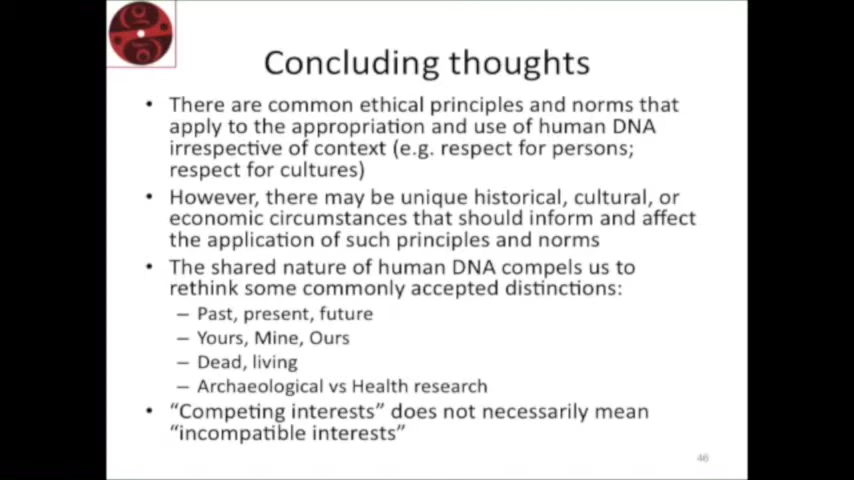 Concluding thoughts
• There are common ethical principles and norms that
apply to the appropriation and use of human DNA
irrespective of context (e.g. respect for persons;
respect for cultures)
• However, there may be unique historical, cultural, or
economic circumstances that should inform and affect
the application of such principles and norms
• The shared nature of human DNA compels us to
rethink some commonly accepted distinctions:
– Past, present, future
– Yours, Mine, Ours
– Dead, living
– Archaeological vs Health research
• “Competing interests” does not necessarily mean
“incompatible interests”
46